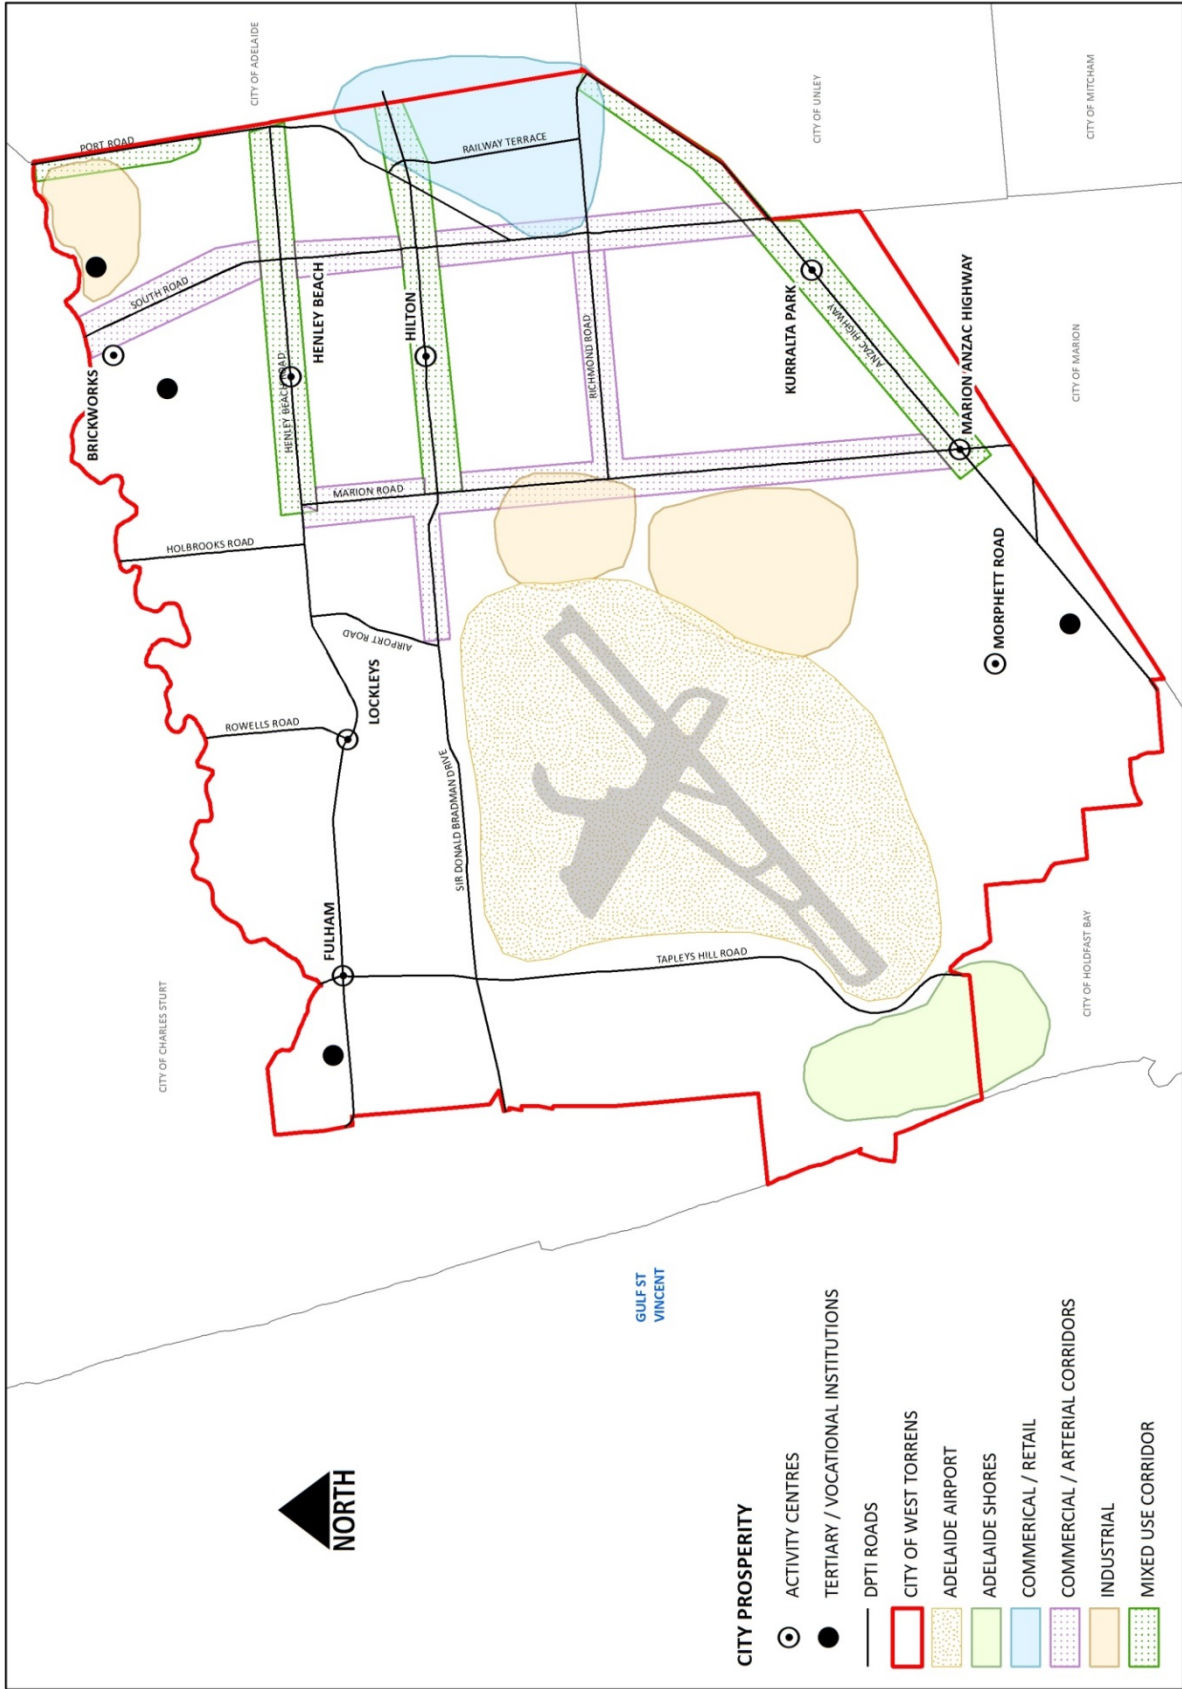 CITY OF ADELAIDE
CITY OF UNLEY
CITY OF MITCHAM
PORT ROAD
RAILWAY TERRACE
SOUTH ROAD
BRICKWORKS
HENLEY BEACH ROAD
HENLEY BEACH
HILTON
RICHMOND ROAD
KURRALTA PARK
ANZAC HIGHWAY
MARION ANZAC HIGHWAY
CITY OF MARION
MARION ROAD
HOLBROOKS ROAD
AIRPORT ROAD
MORPHETT ROAD
ROWELLS ROAD
LOCKLEYS
SIR DONALD BRADMAN DRIVE
FULHAM
TAPLEYS HILL ROAD
CITY OF HOLDFAST BAY
CITY OF CHARLES STURT
GULF ST
VINCENT
NORTH
CITY PROSPERITY
ACTIVITY CENTRES
TERTIARY / VOCATIONAL INSTITUTIONS
DPTI ROADS
CITY OF WEST TORRENS
ADELAIDE AIRPORT
ADELAIDE SHORES
COMMERICAL / RETAIL
COMMERCIAL / ARTERIAL CORRIDORS
INDUSTRIAL
MIXED USE CORRIDOR